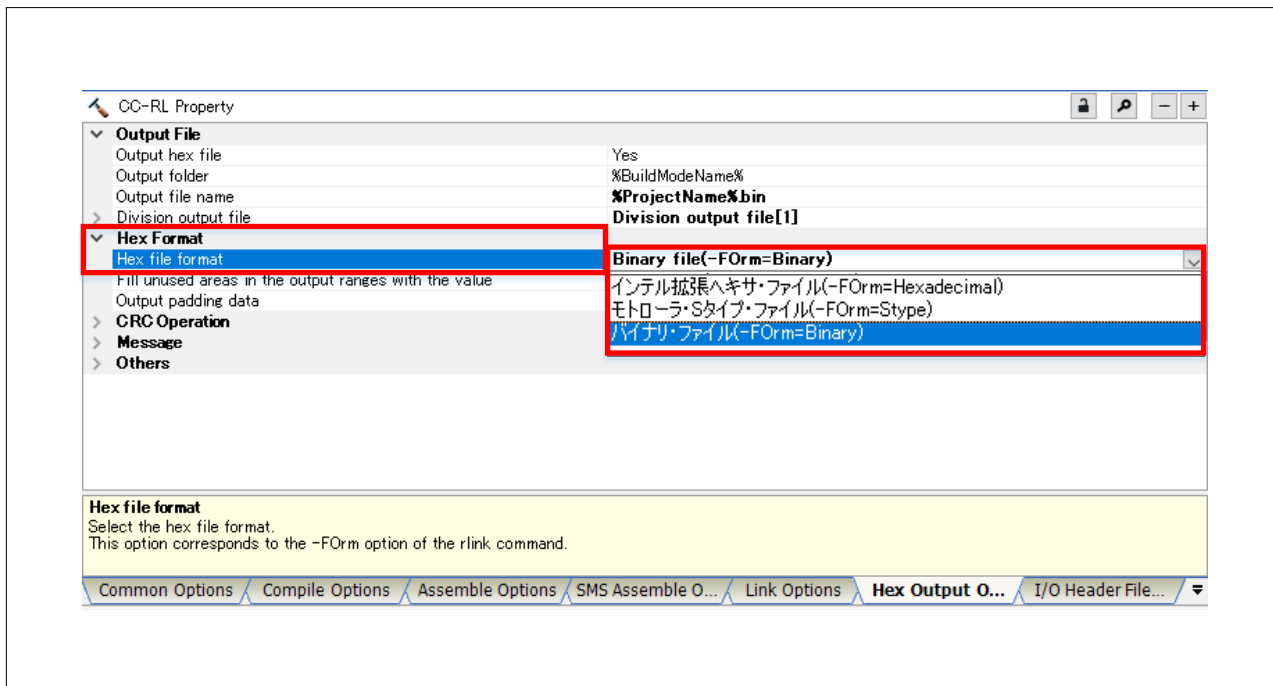 CC-RL Property
Output File
Output hex file Yes
Output folder %BuildModeName%
Output file name %ProjectName%.bin
Division output file Division output file[1]
Hex Format
Hex file format Binary file(-FOrm=Binary)
Fill unused areas in the output ranges with the value
インテル拡張ヘキサ・ファイル(-FOrm=Hexadecimal)
Output padding data
モトローラ・Sタイプ・ファイル(-FOrm=Stype)
CRC Operation
バイナリ・ファイル(-FOrm=Binary)
Message
Others
Hex file format
Select the hex file format.
This option corresponds to the -FOrm option of the rlink command.
Common Options Compile Options Assemble Options SMS Assemble O... Link Options Hex Output O... I/O Header File...